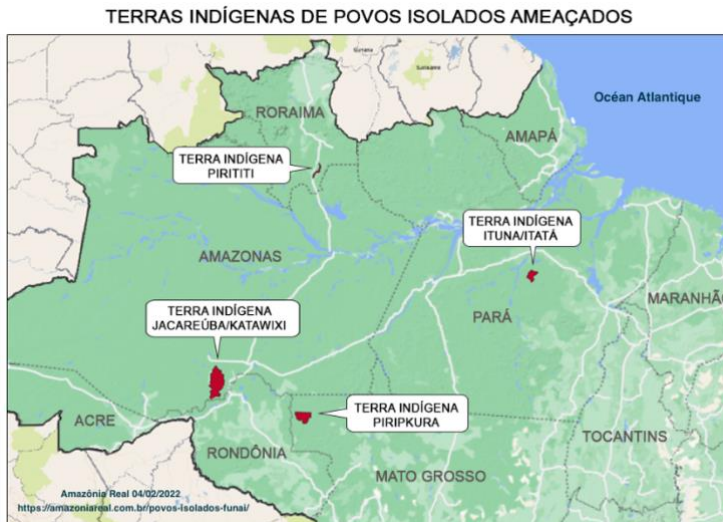 TERRAS INDÍGENAS DE POVOS ISOLADOS AMEAÇADOS
Océan Atlantique
RORAIMA
AMAPÁ
TERRA INDÍGENA
PIRITITI
TERRA INDÍGENA
ITUNA/ITATÁ
AMAZONAS
MARANHÃO
TERRA INDÍGENA
JACAREÚBA/KATAWIXI
PARÁ
TERRA INDÍGENA
PIRIPKURA
ACRE
TOCANTINS
RONDÔNIA
MATO GROSSO
Amazônia Real 04/02/2022
https://amazoniareal.com.br/povos-isolados-funai/